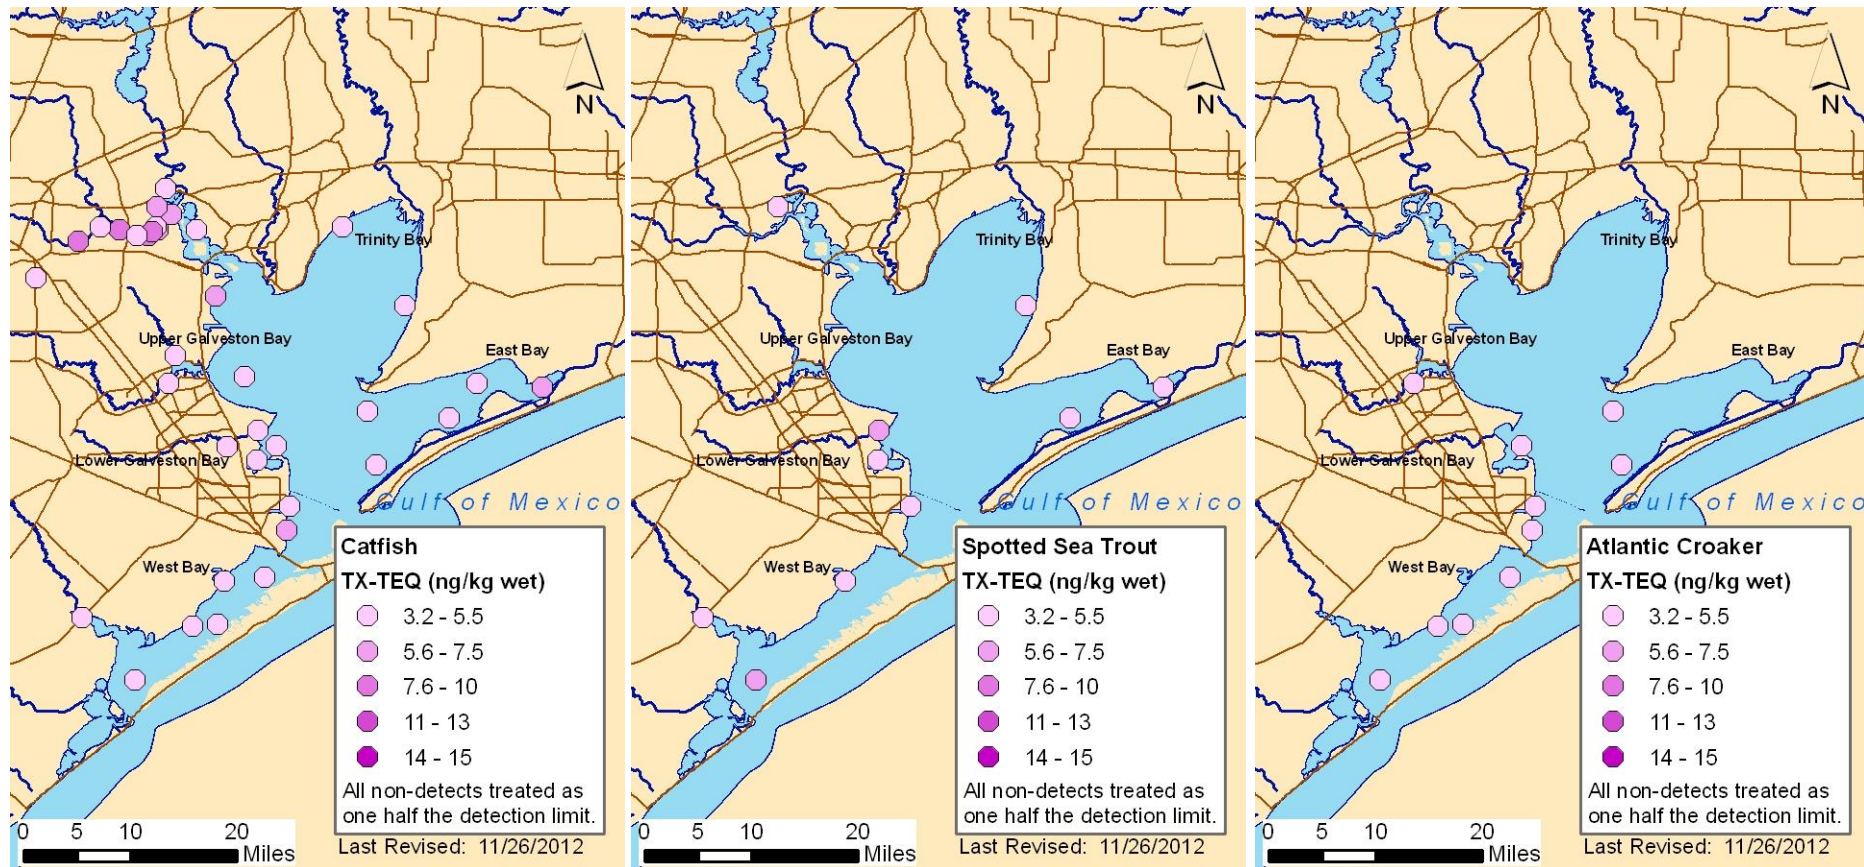 N
Trinity Bay
Upper Galveston Bay
East Bay
Lower Galveston Bay
Gulf of Mexico
West Bay
Catfish
TX-TEQ (ng/kg wet)
3.2 - 5.5
5.6 - 7.5
7.6 - 10
11 - 13
14 - 15
All non-detects treated as
one half the detection limit.
0 5 10 20
Miles
Last Revised: 11/26/2012
N
Trinity Bay
Upper Galveston Bay
East Bay
Lower Galveston Bay
Gulf of Mexico
West Bay
Spotted Sea Trout
TX-TEQ (ng/kg wet)
3.2 - 5.5
5.6 - 7.5
7.6 - 10
11 - 13
14 - 15
All non-detects treated as
one half the detection limit.
0 5 10 20
Miles
Last Revised: 11/26/2012
N
Trinity Bay
Upper Galveston Bay
East Bay
Lower Galveston Bay
Gulf of Mexico
West Bay
Atlantic Croaker
TX-TEQ (ng/kg wet)
3.2 - 5.5
5.6 - 7.5
7.6 - 10
11 - 13
14 - 15
All non-detects treated as
one half the detection limit.
0 5 10 20
Miles
Last Revised: 11/26/2012